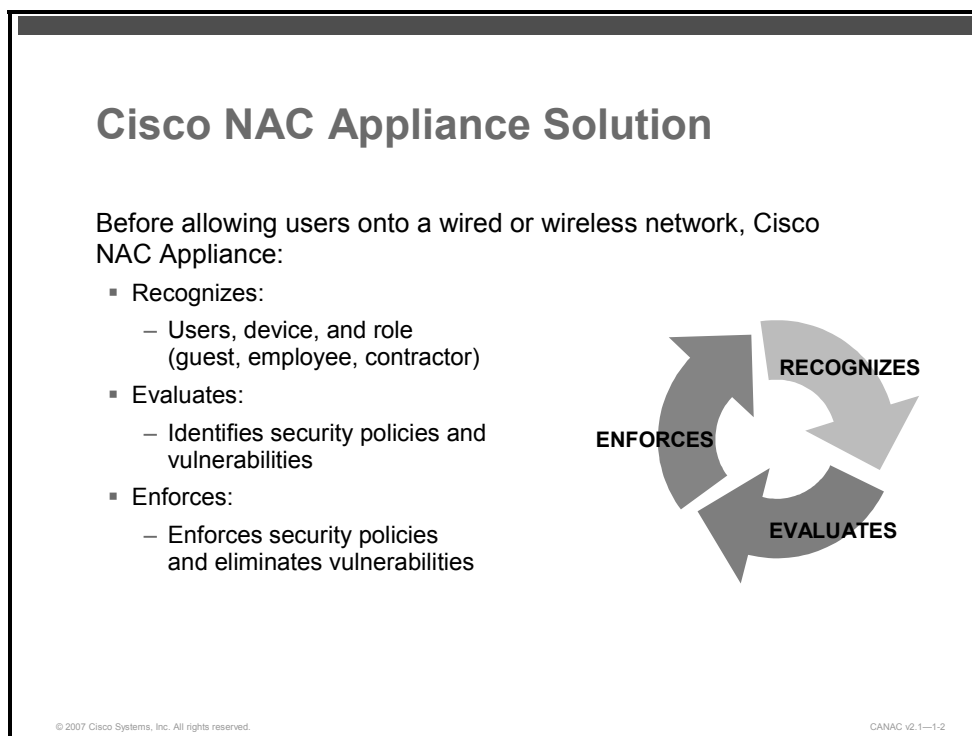 Cisco NAC Appliance Solution
Before allowing users onto a wired or wireless network, Cisco
NAC Appliance:
▪ Recognizes:
– Users, device, and role
(guest, employee, contractor)
▪ Evaluates:
– Identifies security policies and
vulnerabilities
▪ Enforces:
– Enforces security policies
and eliminates vulnerabilities
RECOGNIZES
ENFORCES
EVALUATES
© 2007 Cisco Systems, Inc. All rights reserved.
CANAC v2.1—1-2